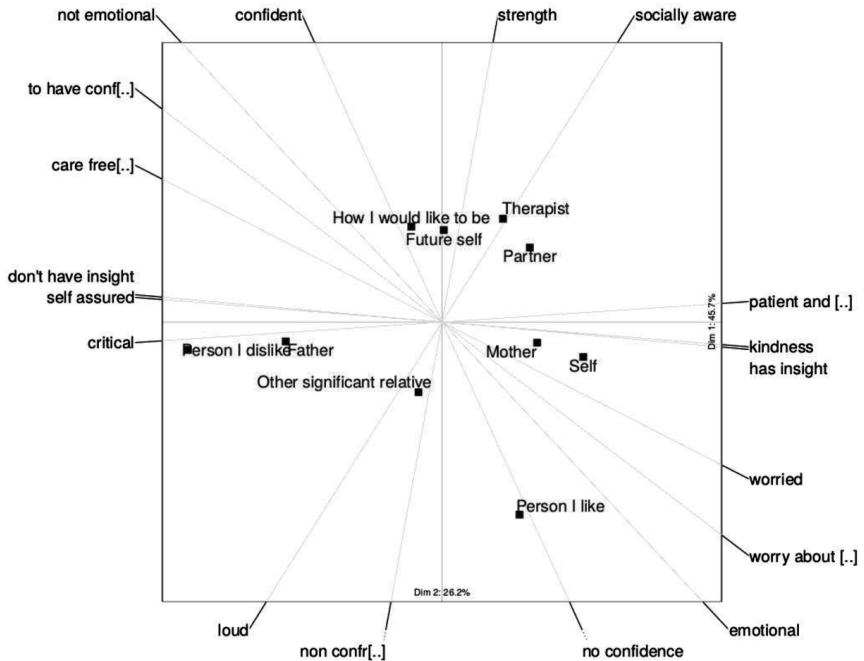 not emotional
confident
strength
socially aware
to have conf[..]
care free[..]
Therapist
How I would like to be
Future self
Partner
don't have insight
self assured
patient and [..]
Dim 1: 45.7%
critical
kindness
has insight
Person I dislike
Father
Mother
Self
Other significant relative
worried
Person I like
worry about [..]
Dim 2: 26.2%
loud
emotional
non confr[..]
no confidence